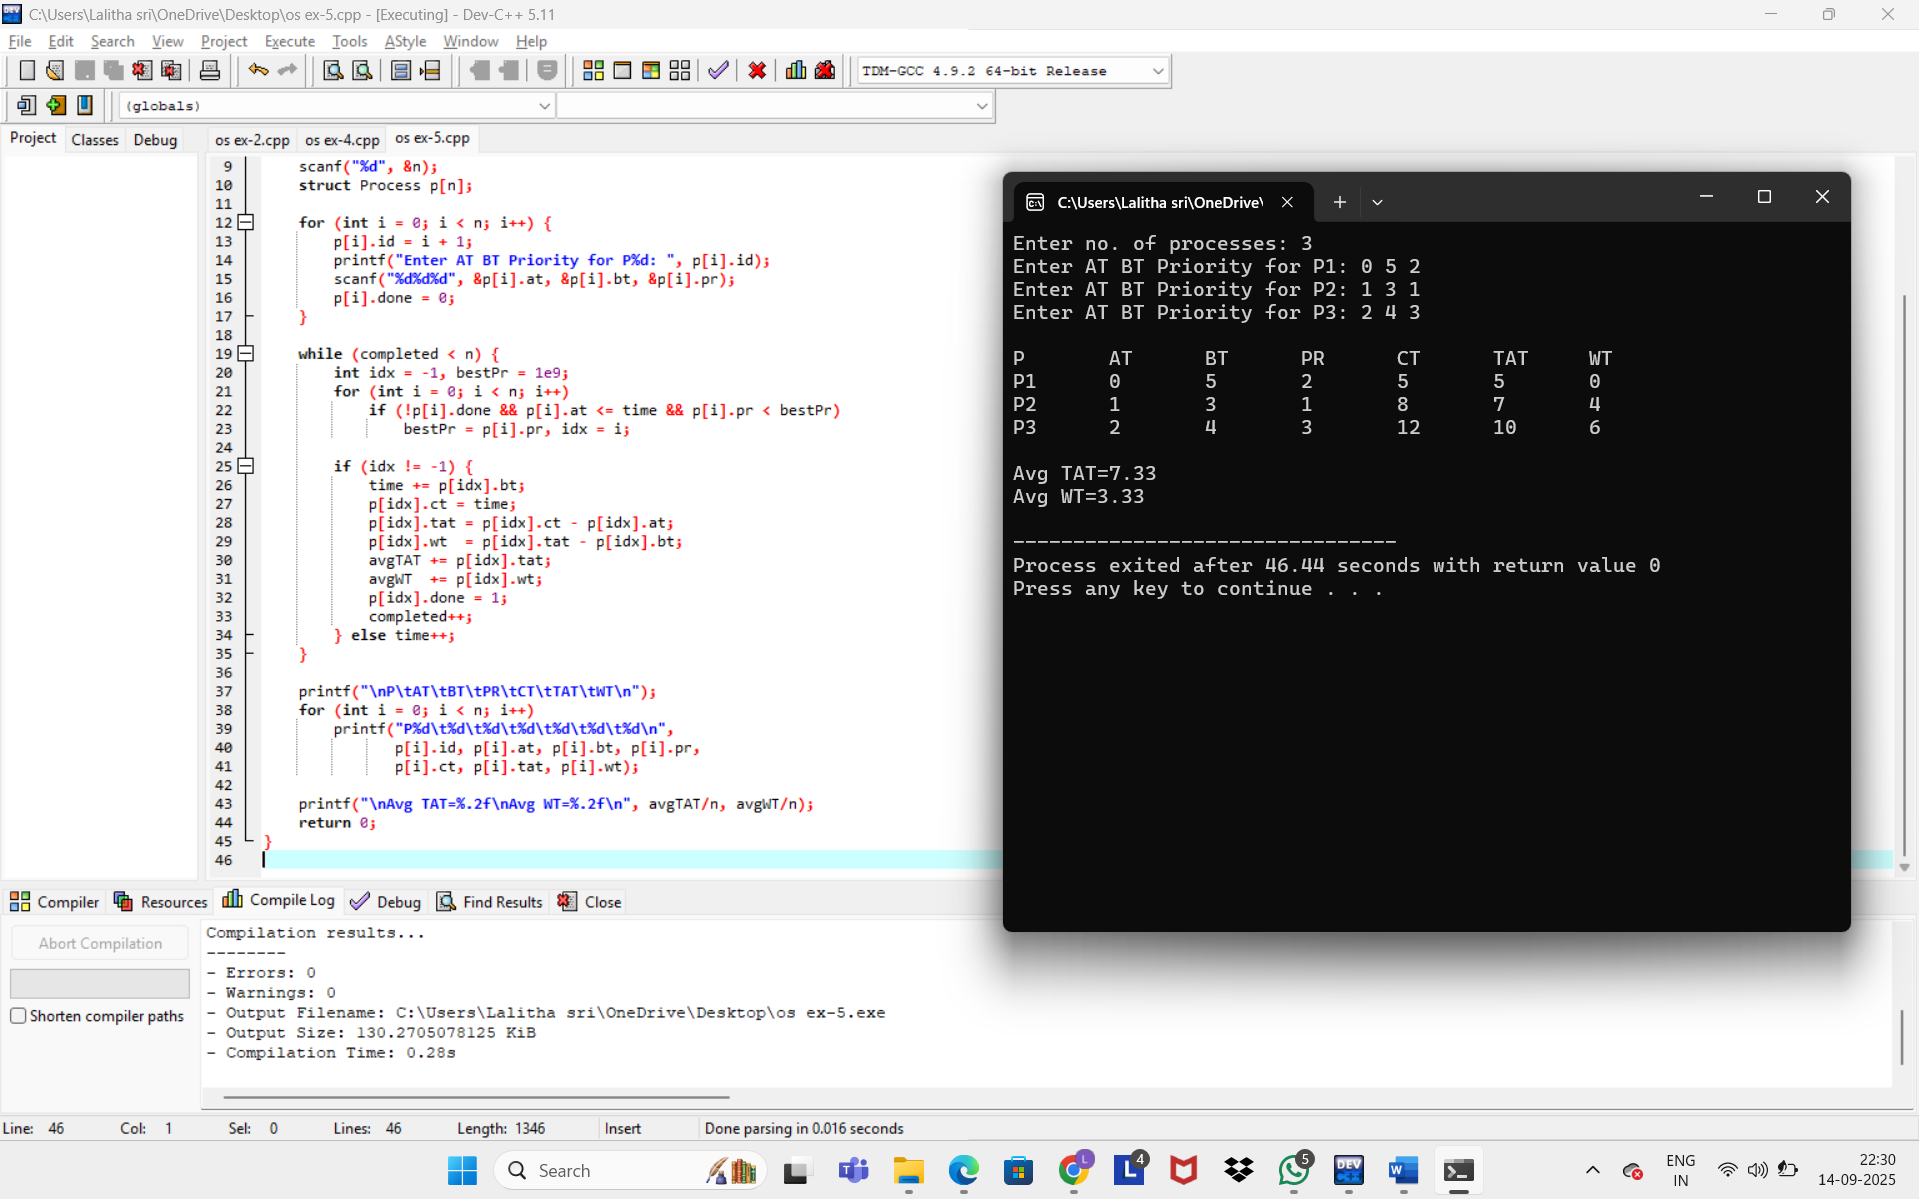 C:\Users\Lalitha sri\OneDrive\Desktop\os ex-5.cpp - [Executing] - Dev-C++ 5.11
File Edit Search View Project Execute Tools AStyle Window Help
TDM-GCC 4.9.2 64-bit Release
(globals)
Project Classes Debug
os ex-2.cpp os ex-4.cpp os ex-5.cpp
9 scanf("%d", &n);
10 struct Process p[n];
11
12 for (int i = 0; i < n; i++) {
13 p[i].id = i + 1;
14 printf("Enter AT BT Priority for P%d: ", p[i].id);
15 scanf("%d%d%d", &p[i].at, &p[i].bt, &p[i].pr);
16 p[i].done = 0;
17 }
18
19 while (completed < n) {
20 int idx = -1, bestPr = 1e9;
21 for (int i = 0; i < n; i++)
22 if (!p[i].done && p[i].at <= time && p[i].pr < bestPr)
23 bestPr = p[i].pr, idx = i;
24
25 if (idx != -1) {
26 time += p[idx].bt;
27 p[idx].ct = time;
28 p[idx].tat = p[idx].ct - p[idx].at;
29 p[idx].wt  = p[idx].tat - p[idx].bt;
30 avgTAT += p[idx].tat;
31 avgWT  += p[idx].wt;
32 p[idx].done = 1;
33 completed++;
34 } else time++;
35 }
36
37 printf("\nP\tAT\tBT\tPR\tCT\tTAT\tWT\n");
38 for (int i = 0; i < n; i++)
39 printf("P%d\t%d\t%d\t%d\t%d\t%d\t%d\n",
40 p[i].id, p[i].at, p[i].bt, p[i].pr,
41 p[i].ct, p[i].tat, p[i].wt);
42
43 printf("\nAvg TAT=%.2f\nAvg WT=%.2f\n", avgTAT/n, avgWT/n);
44 return 0;
45 }
46
C:\Users\Lalitha sri\OneDrive\
Enter no. of processes: 3
Enter AT BT Priority for P1: 0 5 2
Enter AT BT Priority for P2: 1 3 1
Enter AT BT Priority for P3: 2 4 3
P AT BT PR CT TAT WT
P1 0 5 2 5 5 0
P2 1 3 1 8 7 4
P3 2 4 3 12 10 6
Avg TAT=7.33
Avg WT=3.33
--------------------------------
Process exited after 46.44 seconds with return value 0
Press any key to continue . . .
Compiler Resources Compile Log Debug Find Results Close
Abort Compilation
Shorten compiler paths
Compilation results...
--------
- Errors: 0
- Warnings: 0
- Output Filename: C:\Users\Lalitha sri\OneDrive\Desktop\os ex-5.exe
- Output Size: 130.2705078125 KiB
- Compilation Time: 0.28s
Line: 46 Col: 1 Sel: 0 Lines: 46 Length: 1346 Insert Done parsing in 0.016 seconds
Search
L
L 4
5
DEV
W
ENG
IN
22:30
14-09-2025